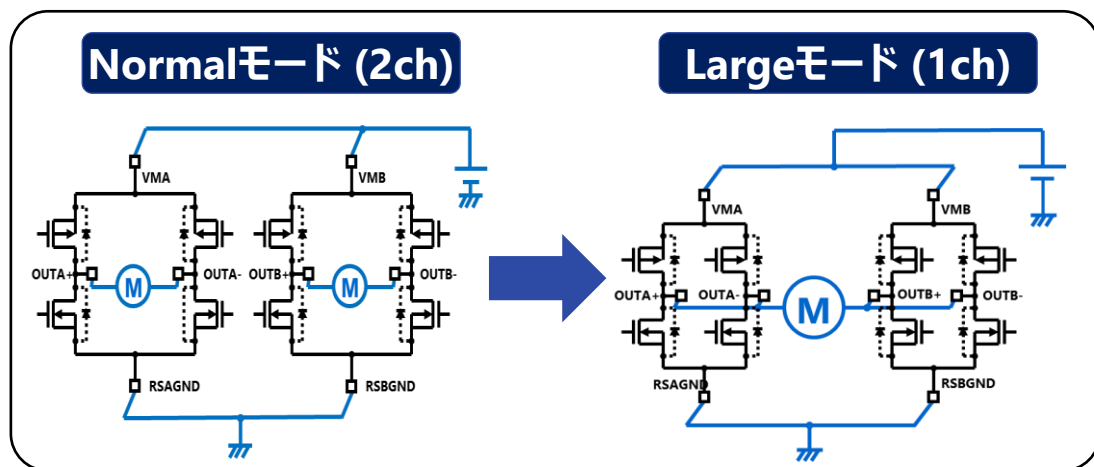 Normalモード (2ch)
Largeモード (1ch)
VMA
VMB
OUTA+
M
OUTA-
OUTB+
M
OUTB-
RSAGND
RSBGND
VMA
VMB
OUTA+
OUTA-
M
OUTB+
OUTB-
RSAGND
RSBGND